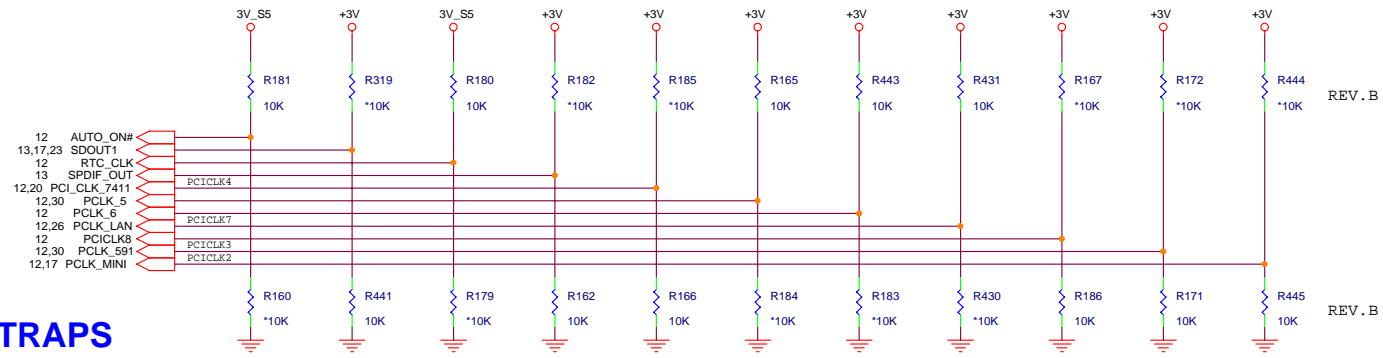 3V_S5 +3V 3V_S5 +3V +3V +3V +3V +3V +3V +3V +3V
R181 R319 R180 R182 R185 R165 R443 R431 R167 R172 R444
10K *10K 10K *10K *10K 10K 10K 10K *10K *10K *10K REV.B
12 AUTO_ON#
13,17,23 SDOUT1
12 RTC_CLK
13 SPDIF_OUT
12,20 PCI_CLK_7411 PCICLK4
12,30 PCLK_5
12 PCLK_6
12,26 PCLK_LAN PCICLK7
12 PCICLK8
12,30 PCLK_591 PCICLK3
12,17 PCLK_MINI PCICLK2
R160 R441 R179 R162 R166 R184 R183 R430 R186 R171 R445
*10K 10K *10K 10K 10K *10K *10K *10K 10K 10K 10K REV.B
TRAPS